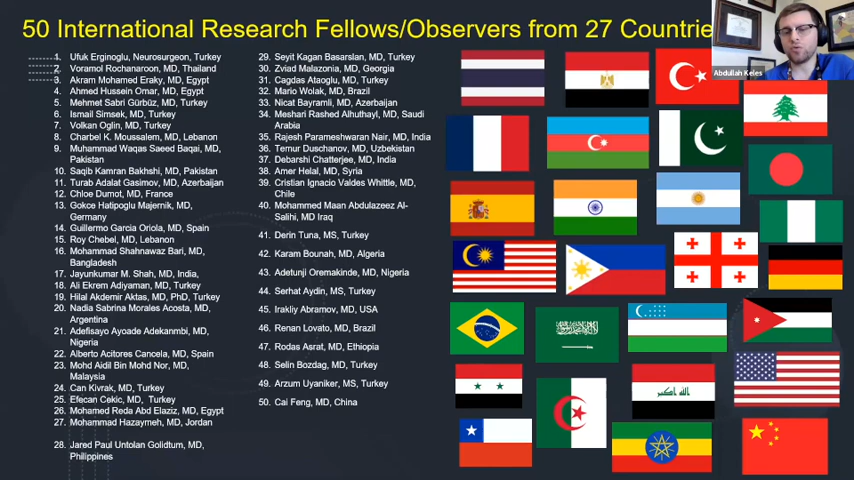 50 International Research Fellows/Observers from 27 Countrie
Abdullah Keles
1. Ufuk Erginoglu, Neurosurgeon, Turkey
2. Voramol Rochanaroon, MD, Thailand
3. Akram Mohamed Eraky, MD, Egypt
4. Ahmed Hussein Omar, MD, Egypt
5. Mehmet Sabri Gürbüz, MD, Turkey
6. Ismail Simsek, MD, Turkey
7. Volkan Oglin, MD, Turkey
8. Charbel K. Moussalem, MD, Lebanon
9. Muhammad Waqas Saeed Baqai, MD,
Pakistan
10. Saqib Kamran Bakhshi, MD, Pakistan
11. Turab Adalat Gasimov, MD, Azerbaijan
12. Chloe Dumot, MD, France
13. Gokce Hatipoglu Majernik, MD,
Germany
14. Guillermo Garcia Oriola, MD, Spain
15. Roy Chebel, MD, Lebanon
16. Mohammad Shahnawaz Bari, MD,
Bangladesh
17. Jayunkumar M. Shah, MD, India,
18. Ali Ekrem Adiyaman, MD, Turkey
19. Hilal Akdemir Aktas, MD, PhD, Turkey
20. Nadia Sabrina Morales Acosta, MD,
Argentina
21. Adefisayo Ayoade Adekanmbi, MD,
Nigeria
22. Alberto Acitores Cancela, MD, Spain
23. Mohd Aidil Bin Mohd Nor, MD,
Malaysia
24. Can Kivrak, MD, Turkey
25. Efecan Cekic, MD, Turkey
26. Mohamed Reda Abd Elaziz, MD, Egypt
27. Mohammad Hazaymeh, MD, Jordan
28. Jared Paul Untolan Golidtum, MD,
Philippines
29. Seyit Kagan Basarslan, MD, Turkey
30. Zviad Malazonia, MD, Georgia
31. Cagdas Ataoglu, MD, Turkey
32. Mario Wolak, MD, Brazil
33. Nicat Bayramli, MD, Azerbaijan
34. Meshari Rashed Alhuthayl, MD, Saudi
Arabia
35. Rajesh Parameshwaran Nair, MD, India
36. Temur Duschanov, MD, Uzbekistan
37. Debarshi Chatterjee, MD, India
38. Amer Helal, MD, Syria
39. Cristian Ignacio Valdes Whittle, MD,
Chile
40. Mohammed Maan Abdulazeez Al-
Salihi, MD Iraq
41. Derin Tuna, MS, Turkey
42. Karam Bounah, MD, Algeria
43. Adetunji Oremakinde, MD, Nigeria
44. Serhat Aydin, MS, Turkey
45. Irakliy Abramov, MD, USA
46. Renan Lovato, MD, Brazil
47. Rodas Asrat, MD, Ethiopia
48. Selin Bozdag, MD, Turkey
49. Arzum Uyaniker, MS, Turkey
50. Cai Feng, MD, China
الله اكبر